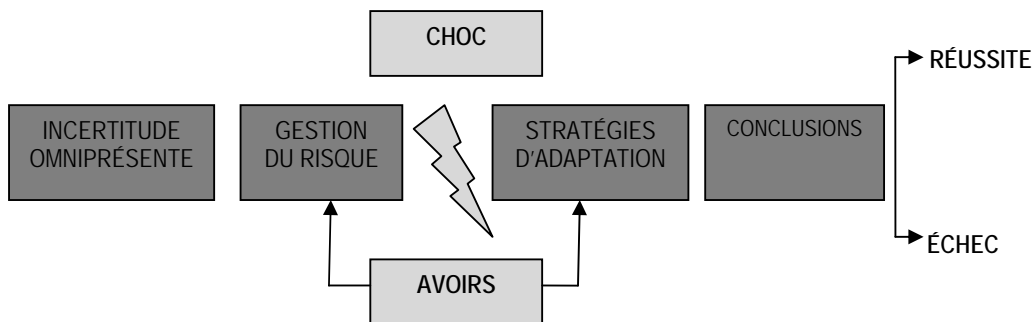 CHOC
RÉUSSITE
INCERTITUDE
OMNIPRÉSENTE
GESTION
DU RISQUE
STRATÉGIES
D'ADAPTATION
CONCLUSIONS
ÉCHEC
AVOIRS